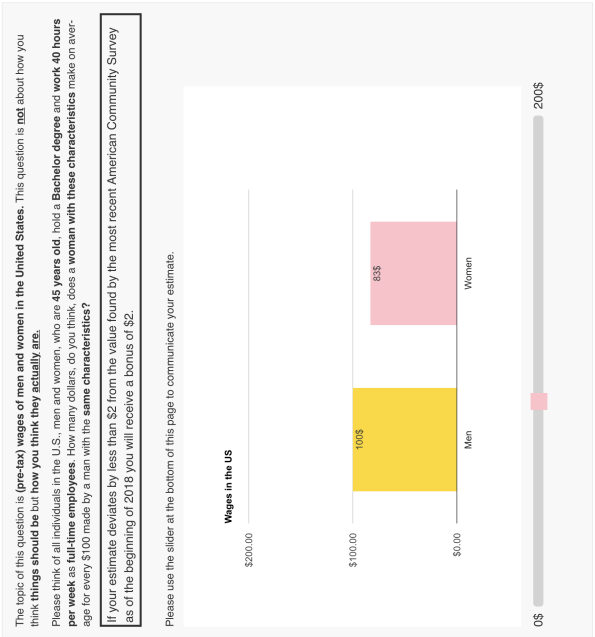 The topic of this question is (pre-tax) wages of men and women in the United States. This question is not about how you
think things should be but how you think they actually are.
Please think of all individuals in the U.S., men and women, who are 45 years old, hold a Bachelor degree and work 40 hours
per week as full-time employees. How many dollars, do you think, does a woman with these characteristics make on aver-
age for every $100 made by a man with the same characteristics?
If your estimate deviates by less than $2 from the value found by the most recent American Community Survey
as of the beginning of 2018 you will receive a bonus of $2.
Please use the slider at the bottom of this page to communicate your estimate.
Wages in the US
$200.00
$100.00
100$
83$
$0.00
Men
Women
0$
200$